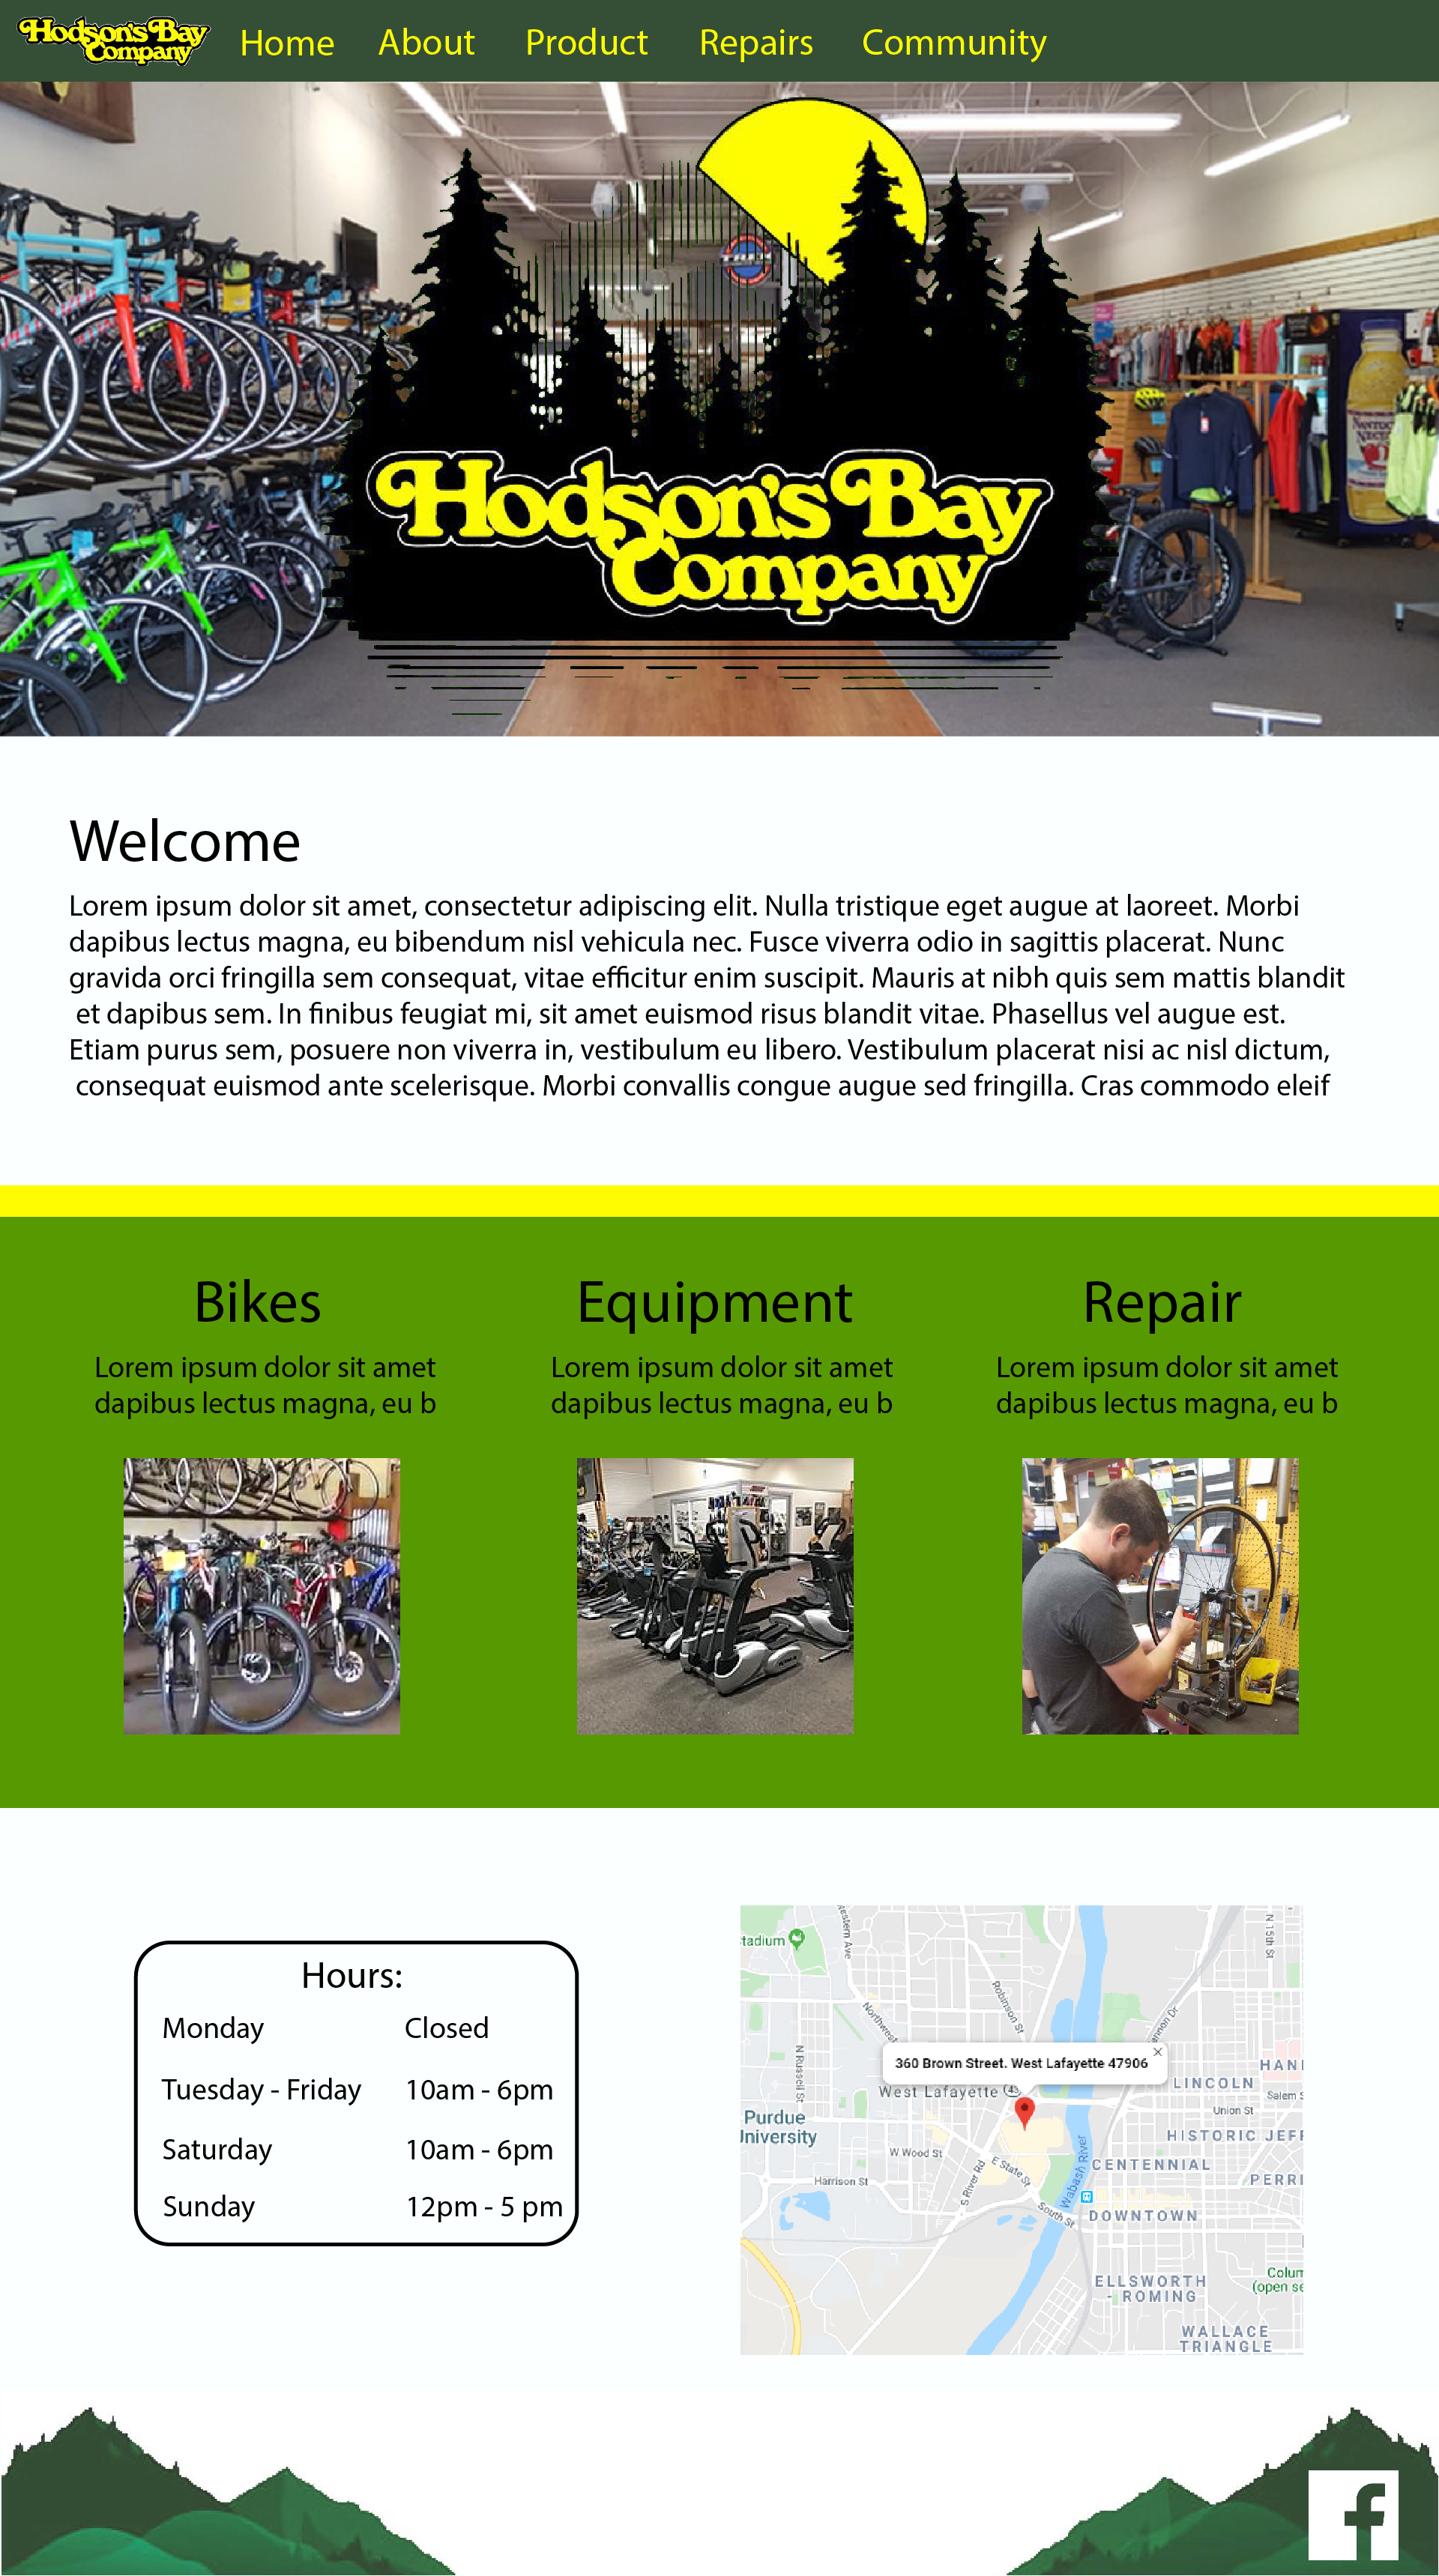 Hodson's Bay
Company
Home About Product Repairs Community
Hodson's Bay
Company
Welcome
Lorem ipsum dolor sit amet, consectetur adipiscing elit. Nulla tristique eget augue at laoreet. Morbi
dapibus lectus magna, eu bibendum nisl vehicula nec. Fusce viverra odio in sagittis placerat. Nunc
gravida orci fringilla sem consequat, vitae efficitur enim suscipit. Mauris at nibh quis sem mattis blandit
et dapibus sem. In finibus feugiat mi, sit amet euismod risus blandit vitae. Phasellus vel augue est.
Etiam purus sem, posuere non viverra in, vestibulum eu libero. Vestibulum placerat nisi ac nisl dictum,
consequat euismod ante scelerisque. Morbi convallis congue augue sed fringilla. Cras commodo eleif
Bikes
Lorem ipsum dolor sit amet
dapibus lectus magna, eu b
Equipment
Lorem ipsum dolor sit amet
dapibus lectus magna, eu b
Repair
Lorem ipsum dolor sit amet
dapibus lectus magna, eu b
Hours:
Monday Closed
Tuesday - Friday 10am - 6pm
Saturday 10am - 6pm
Sunday 12pm - 5 pm
tadium
estern Ave
N 15th St
Robinson St
Northwest
annon Dr
N Russell St
360 Brown Street. West Lafayette 47906
West Lafayette
HAN
LINCOLN
Salem S
Union St
Purdue
University
HISTORIC JEFF
W Wood St
E State St
CENTENNIAL
Harrison St
S River Rd
Wabash River
PERRI
South St
DOWNTOWN
Colum
(open se
ELLSWORTH
- ROMING
WALLACE
TRIANGLE
f